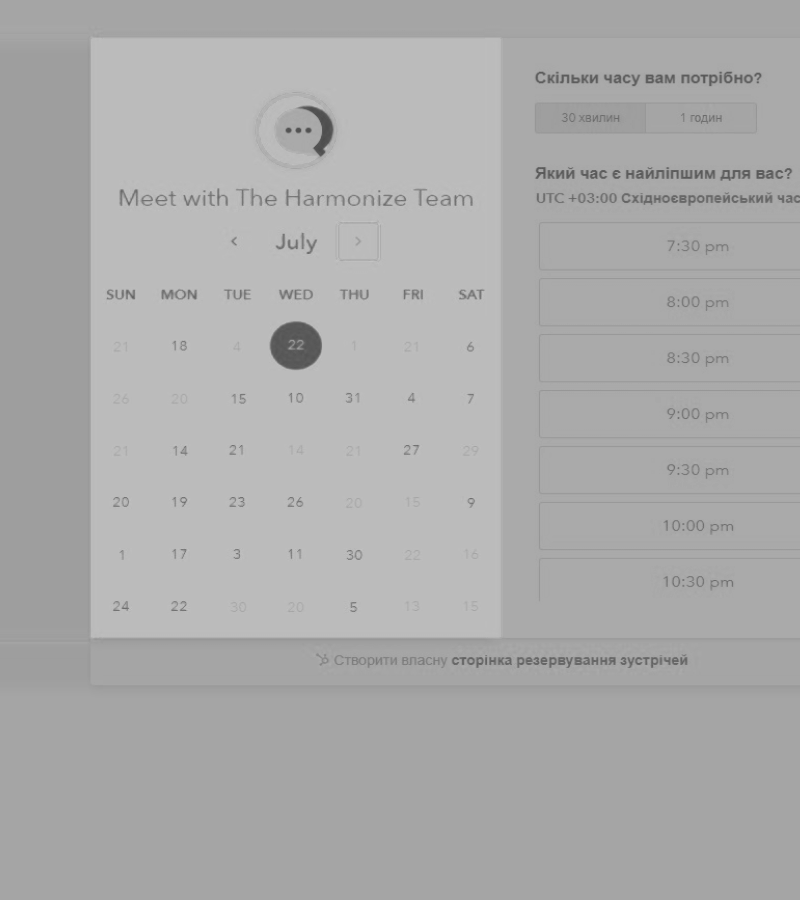 Meet with The Harmonize Team
July
SUN MON TUE WED THU FRI SAT
21 18 4 22 1 21 6
26 20 15 10 31 4 7
21 14 21 14 21 27 29
20 19 23 26 20 15 9
1 17 3 11 30 22 16
24 22 30 20 5 13 15
Скільки часу вам потрібно?
30 хвилин 1 годин
Який час є найліпшим для вас?
UTC +03:00 Східноєвропейський час
7:30 pm
8:00 pm
8:30 pm
9:00 pm
9:30 pm
10:00 pm
10:30 pm
Створити власну сторінка резервування зустрічей